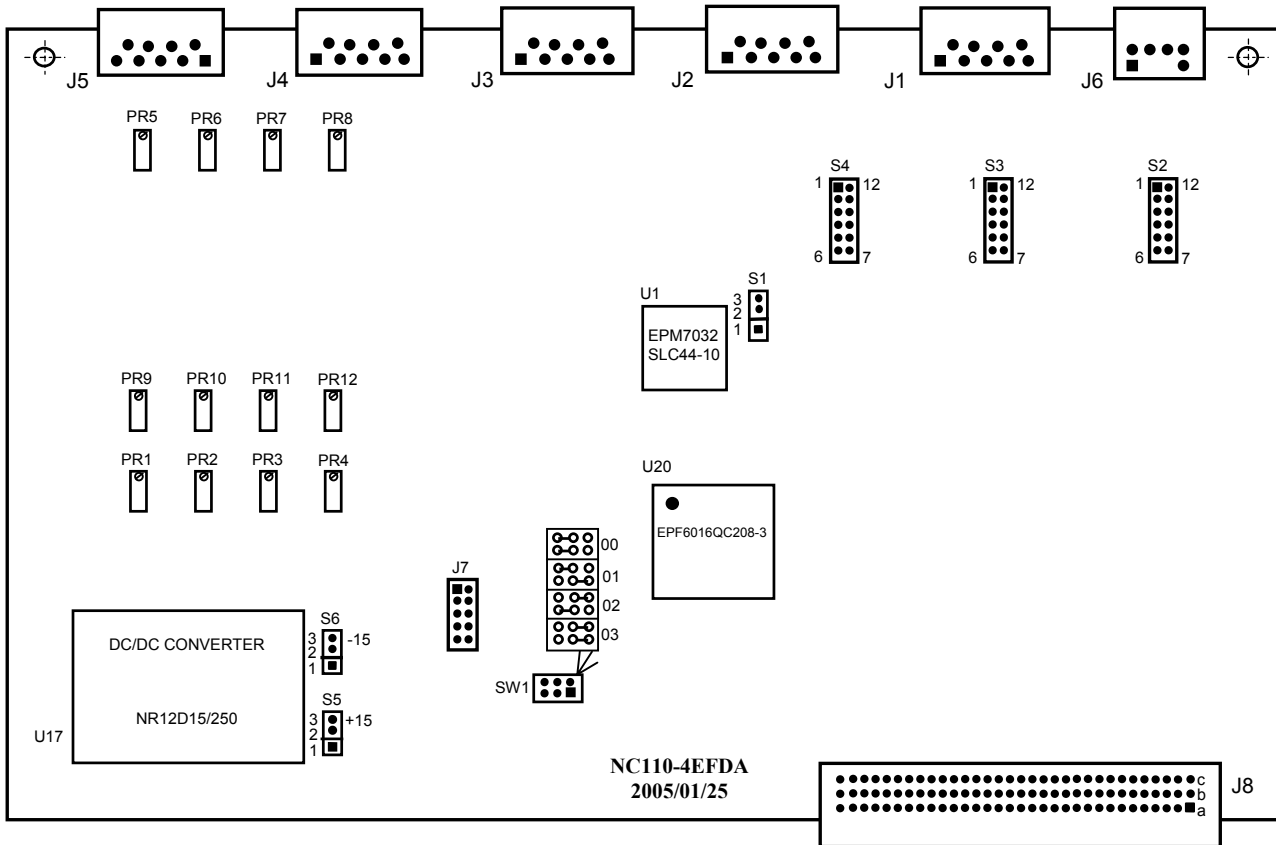 J5 J4 J3 J2 J1 J6
PR5 PR6 PR7 PR8
S4 S3 S2
1 12 1 12 1 12
6 7 6 7 6 7
S1
U1
3
2
1
EPM7032
SLC44-10
PR9 PR10 PR11 PR12
PR1 PR2 PR3 PR4
U20
EPF6016QC208-3
00
01
02
03
J7
SW1
DC/DC CONVERTER
NR12D15/250
U17
S6
3 -15
2
1
S5
3 +15
2
1
NC110-4EFDA
2005/01/25
c
b
a
J8